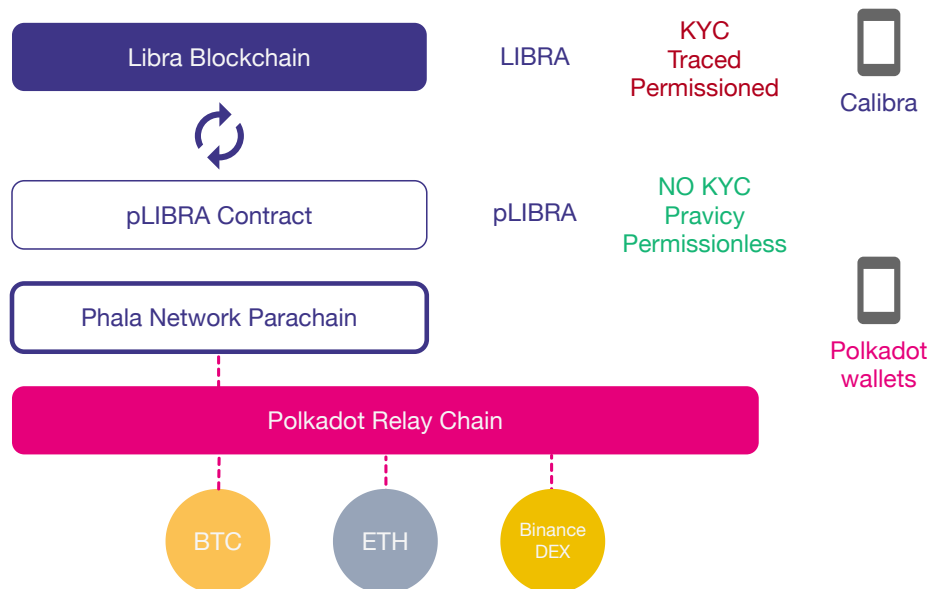 Libra Blockchain
LIBRA
KYC
Traced
Permissioned
Calibra
pLIBRA Contract
pLIBRA
NO KYC
Pravicy
Permissionless
Phala Network Parachain
Polkadot
wallets
Polkadot Relay Chain
BTC
ETH
Binance
DEX